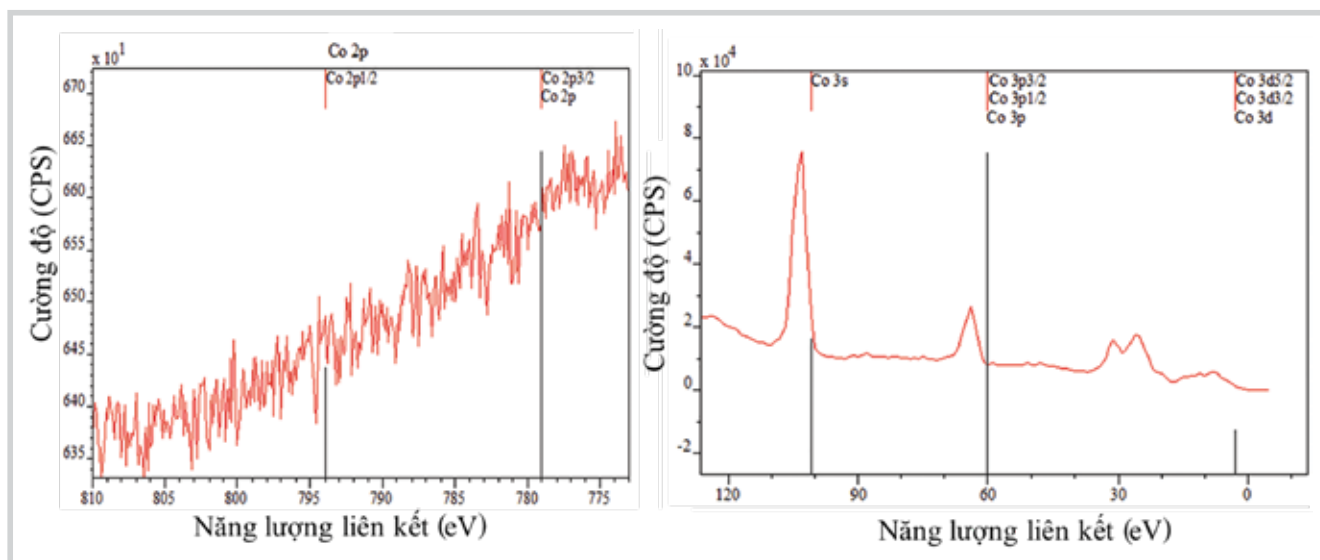 Co 2p
x 10¹
Co 2p1/2
Co 2p3/2
Co 2p
670
665
660
655
650
645
640
635
Cường độ (CPS)
810 805 800 795 790 785 780 775
Năng lượng liên kết (eV)
x 10⁴
Co 3s
Co 3p3/2
Co 3p1/2
Co 3p
Co 3d5/2
Co 3d3/2
Co 3d
10
8
6
4
2
0
-2
Cường độ (CPS)
120 90 60 30 0
Năng lượng liên kết (eV)